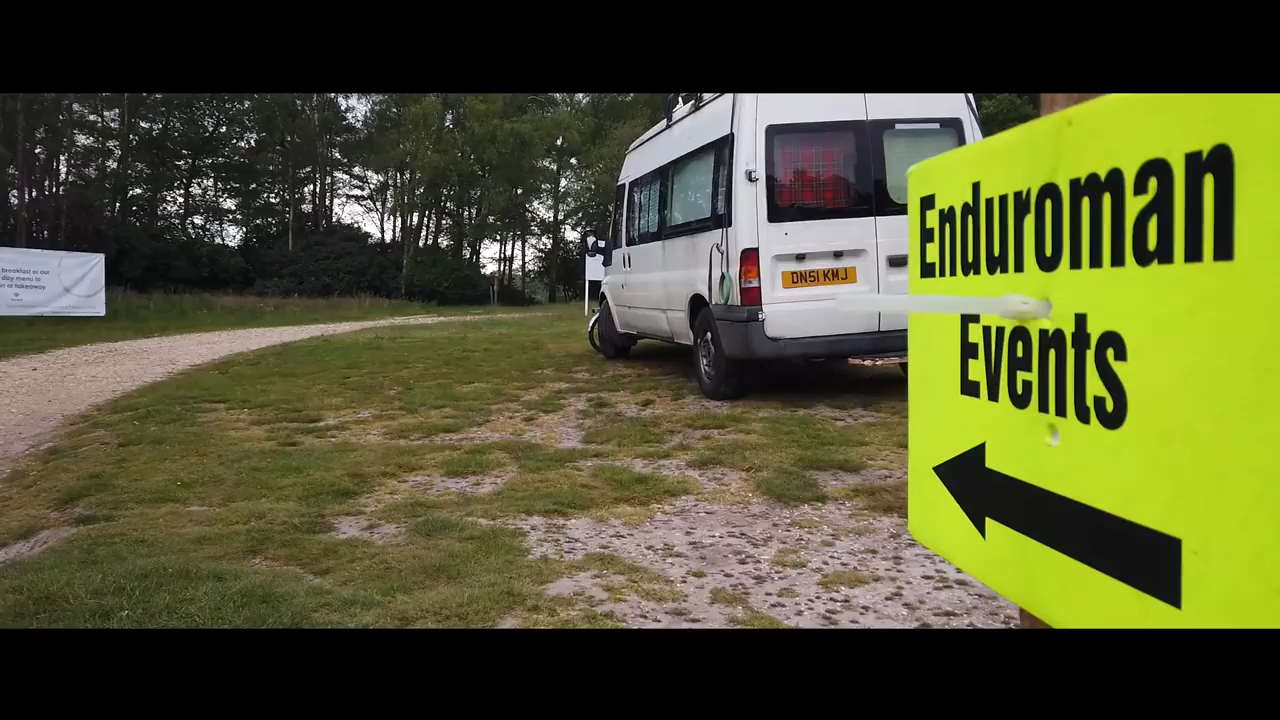 breakfast or our
day menu to
in or takeaway
DN51 KMJ
Enduroman
Events